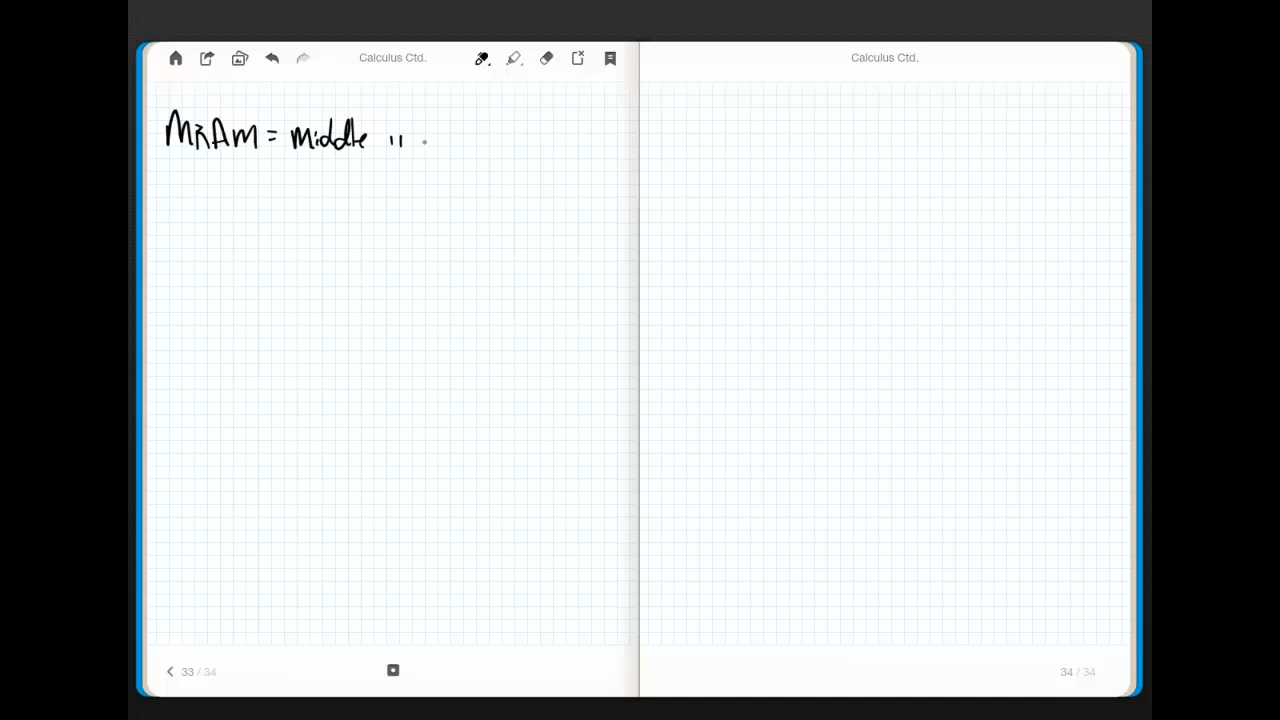 Calculus Ctd.
Calculus Ctd.
MRAM = Middle "
33 / 34
34 / 34